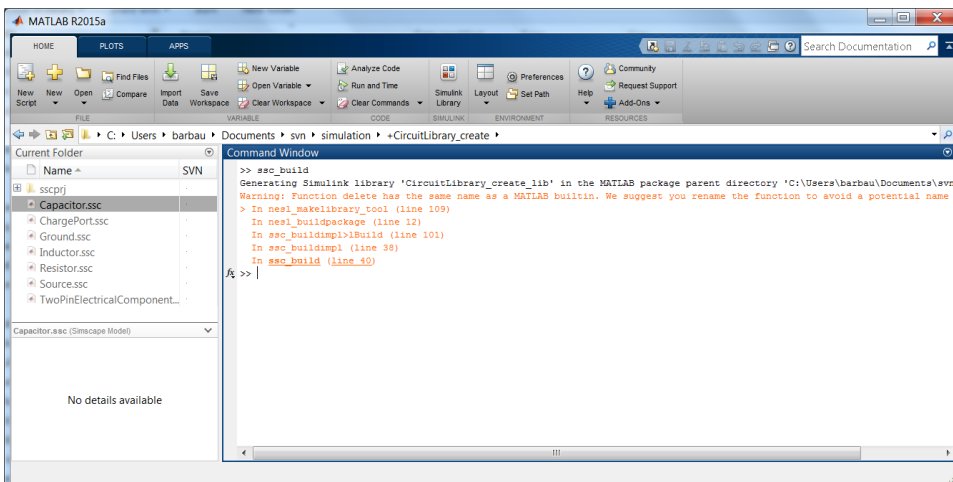 MATLAB R2015a
HOME PLOTS APPS
Search Documentation
New Script
New
Open
Find Files
Compare
Import Data
Save Workspace
New Variable
Open Variable
Clear Workspace
Analyze Code
Run and Time
Clear Commands
Simulink Library
Layout
Preferences
Set Path
Help
Community
Request Support
Add-Ons
FILE VARIABLE CODE SIMULINK ENVIRONMENT RESOURCES
C: Users barbau Documents svn simulation +CircuitLibrary_create
Current Folder
Name SVN
sscprj
Capacitor.ssc
ChargePort.ssc
Ground.ssc
Inductor.ssc
Resistor.ssc
Source.ssc
TwoPinElectricalComponent...
Capacitor.ssc (Simscape Model)
No details available
Command Window
>> ssc_build
Generating Simulink library 'CircuitLibrary_create_lib' in the MATLAB package parent directory 'C:\Users\barbau\Documents\svn
Warning: Function delete has the same name as a MATLAB builtin. We suggest you rename the function to avoid a potential name
> In nesl_makelibrary_tool (line 109)
In nesl_buildpackage (line 12)
In ssc_buildimpl>lBuild (line 101)
In ssc_buildimpl (line 38)
In ssc_build (line 40)
fx >>